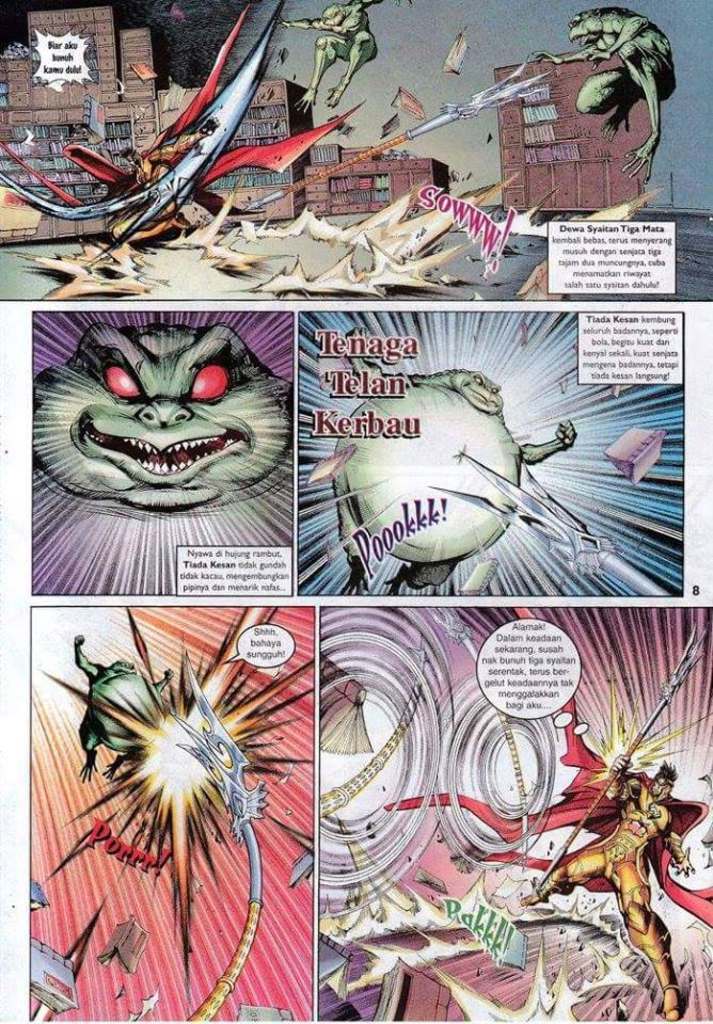 Biar aku
bunuh
kamu dulu!
SOWWW!
Dewa Syaitan Tiga Mata
kembali bebas, terus menyerang
musuh dengan senjata tiga
tajam dua muncungnya, cuba
menamatkan riwayat
salah satu sysitan dahulu!
Nyawa di hujung rambut,
Tiada Kesan tidak gundah
tidak kacau, mengembungkan
pipinya dan menarik nafas...
Tenaga
Telan
Kerbau
Tiada Kesan kembung
seluruh badannya, seperti
bola, begitu kuat dan
kenyal sekali, kuat senjata
mengena badannya, tetapi
tiada kesan langsung!
Poookkk!
8
Shhh,
bahaya
sungguh!
Porrr!
Alamak!
Dalam keadaan
sekarang, susah
nak bunuh tiga syaitan
serentak, terus ber-
gelut keadaannya tak
menggalakkan
bagi aku....
Pakkk!